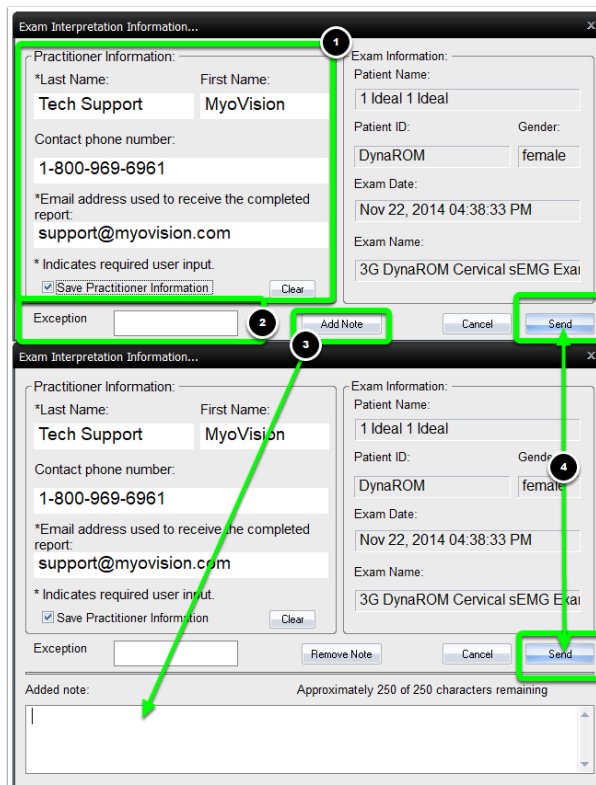 Exam Interpretation Information...
x
1
Practitioner Information:
*Last Name:
First Name:
Tech Support
MyoVision
Contact phone number:
1-800-969-6961
*Email address used to receive the completed
report:
support@myovision.com
* Indicates required user input.
Save Practitioner Information
Clear
Exam Information:
Patient Name:
1 Ideal 1 Ideal
Patient ID:
Gender:
DynaROM
female
Exam Date:
Nov 22, 2014 04:38:33 PM
Exam Name:
3G DynaROM Cervical sEMG Exa
Exception
2
Add Note
3
Cancel
Send
Exam Interpretation Information...
x
Practitioner Information:
*Last Name:
First Name:
Tech Support
MyoVision
Contact phone number:
1-800-969-6961
*Email address used to receive the completed
report:
support@myovision.com
* Indicates required user input.
Save Practitioner Information
Clear
Exam Information:
Patient Name:
1 Ideal 1 Ideal
Patient ID:
Gender
4
DynaROM
female
Exam Date:
Nov 22, 2014 04:38:33 PM
Exam Name:
3G DynaROM Cervical sEMG Exa
Exception
Remove Note
Cancel
Send
Added note:
Approximately 250 of 250 characters remaining